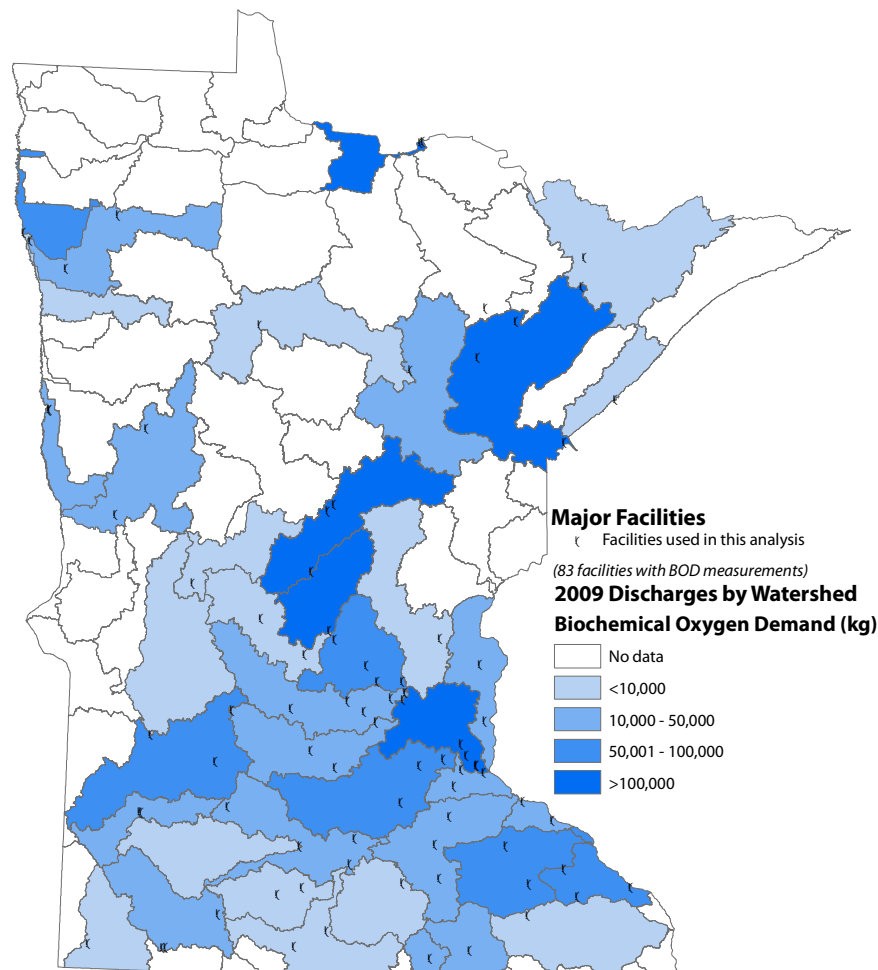 Major Facilities
Facilities used in this analysis
(83 facilities with BOD measurements)
2009 Discharges by Watershed
Biochemical Oxygen Demand (kg)
No data
<10,000
10,000 - 50,000
50,001 - 100,000
>100,000